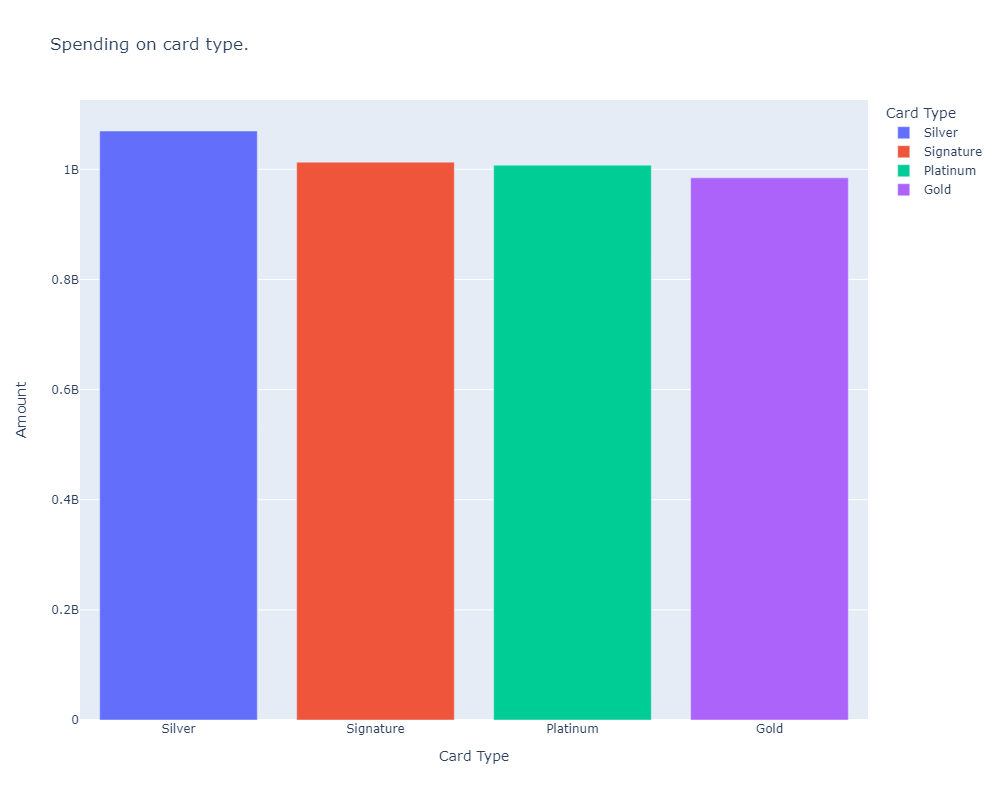 Spending on card type.
Card Type
Silver
Signature
Platinum
Gold
1B
0.8B
0.6B
0.4B
0.2B
0
Amount
Silver Signature Platinum Gold
Card Type